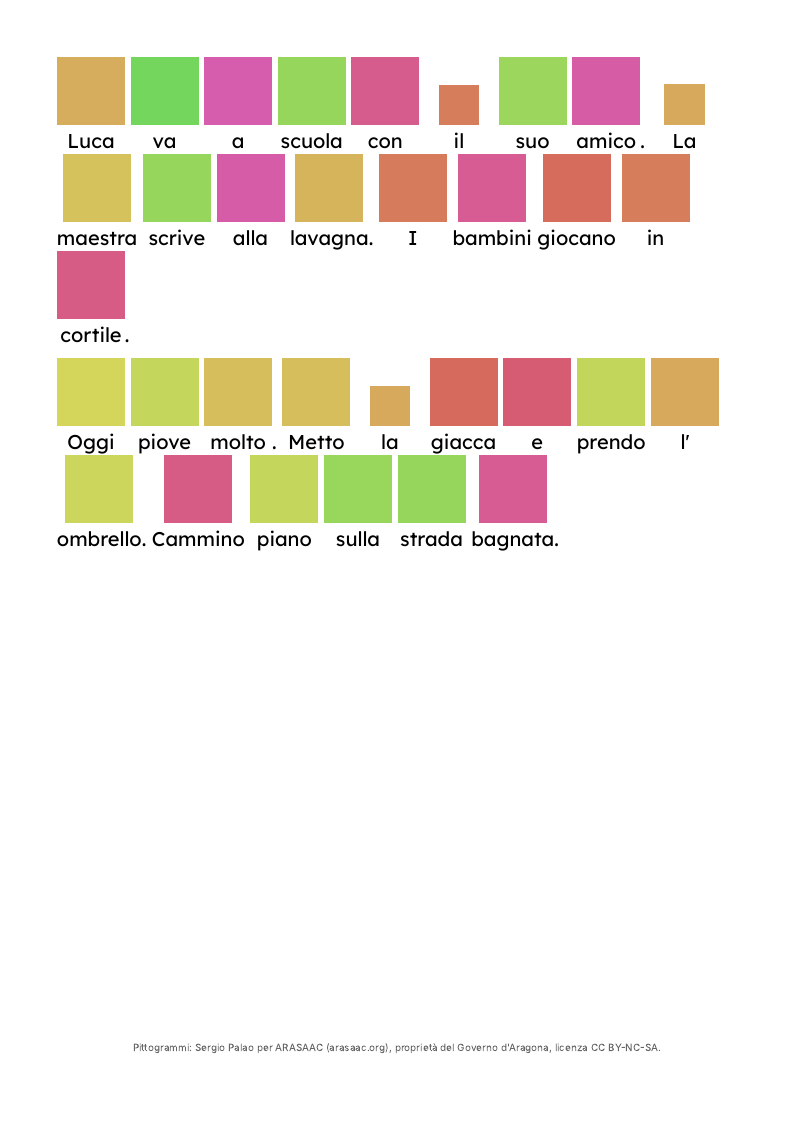 Luca va a scuola con il suo amico. La
maestra scrive alla lavagna. I bambini giocano in
cortile.
Oggi piove molto. Metto la giacca e prendo l'
ombrello. Cammino piano sulla strada bagnata.
Pittogrammi: Sergio Palao per ARASAAC (arasaac.org), proprietà del Governo d'Aragona, licenza CC BY-NC-SA.